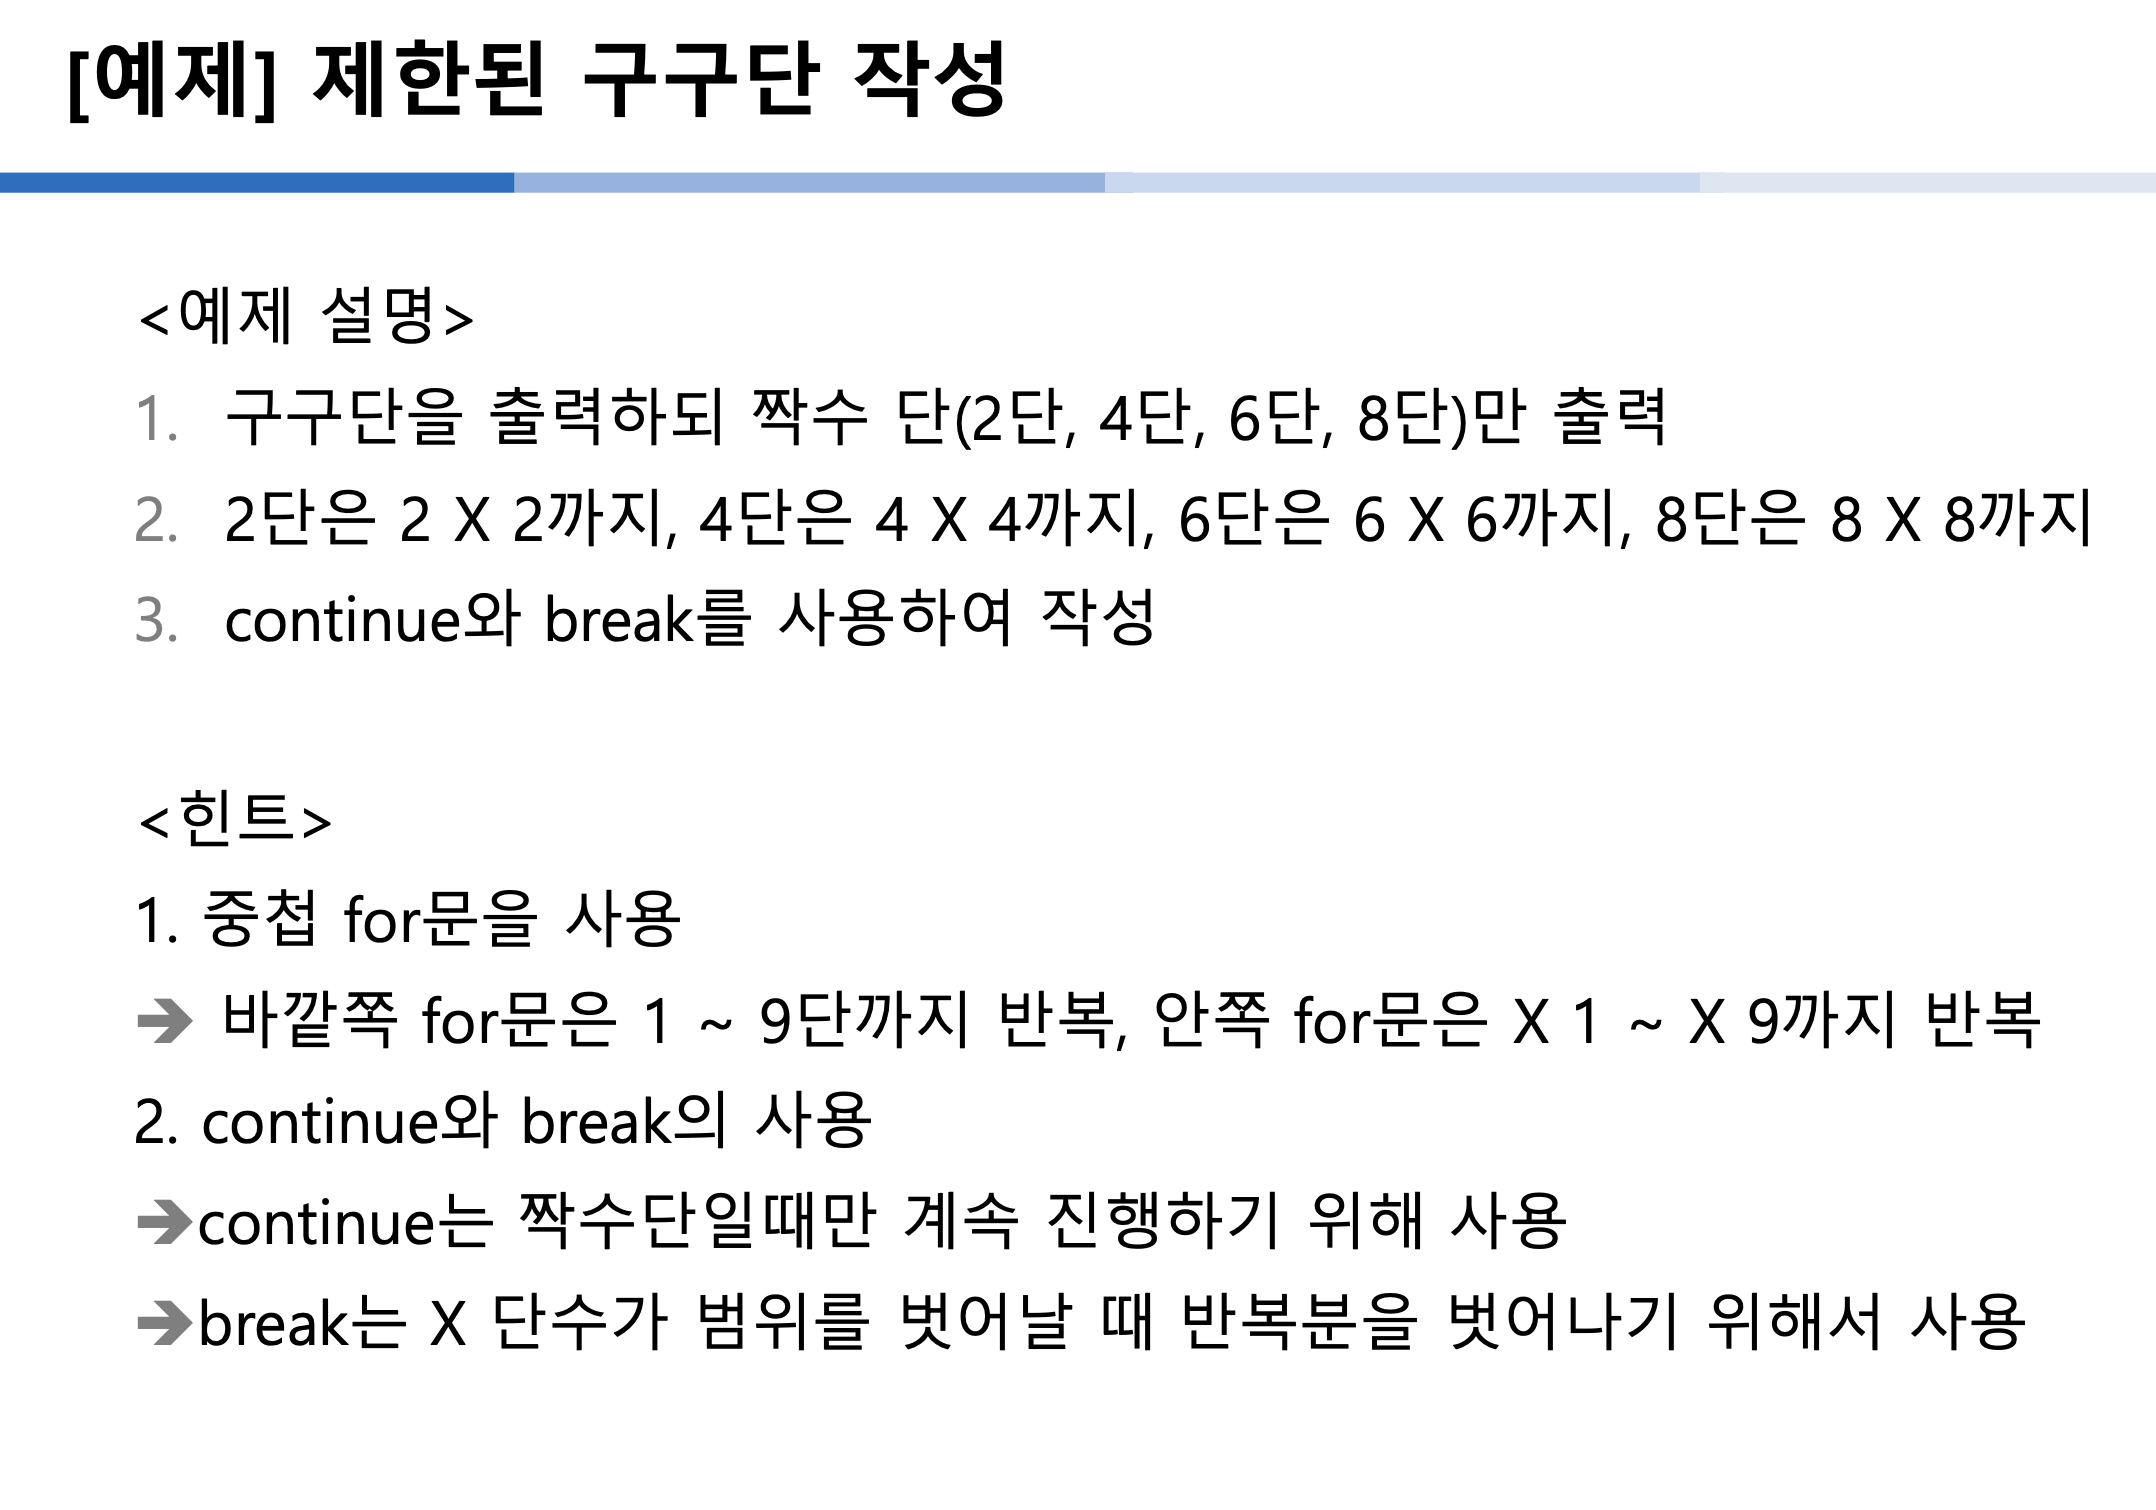 [예제] 제한된 구구단 작성
<예제 설명>
1. 구구단을 출력하되 짝수 단(2단, 4단, 6단, 8단)만 출력
2. 2단은 2 X 2까지, 4단은 4 X 4까지, 6단은 6 X 6까지, 8단은 8 X 8까지
3. continue와 break를 사용하여 작성
<힌트>
1. 중첩 for문을 사용
➔ 바깥쪽 for문은 1 ~ 9단까지 반복, 안쪽 for문은 X 1 ~ X 9까지 반복
2. continue와 break의 사용
➔continue는 짝수단일때만 계속 진행하기 위해 사용
➔break는 X 단수가 범위를 벗어날 때 반복분을 벗어나기 위해서 사용